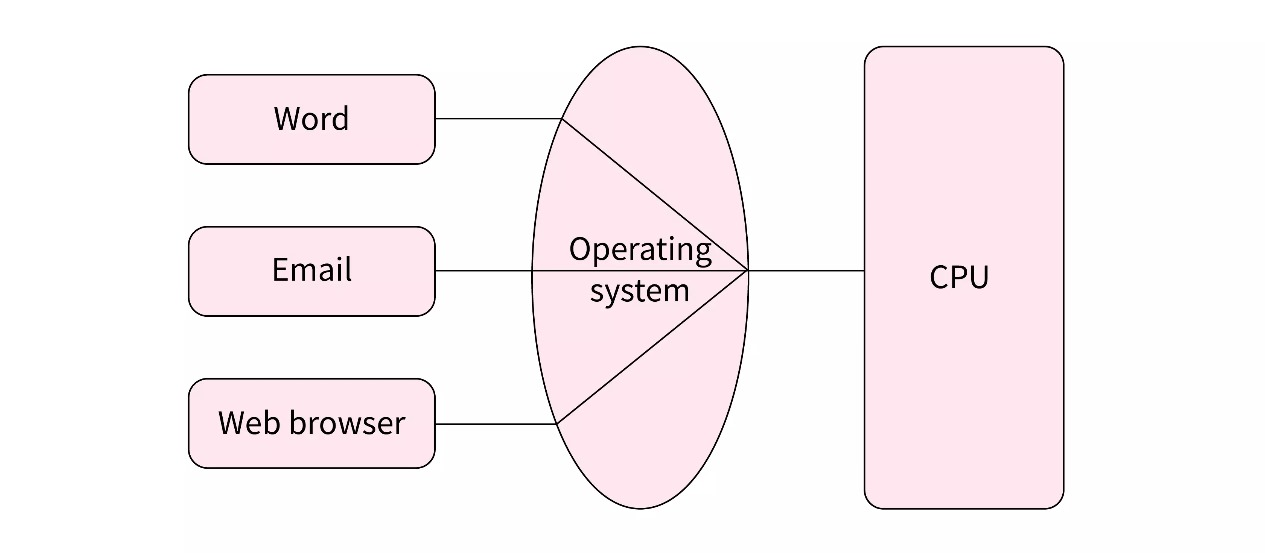 Word
Email
Web browser
Operating
system
CPU